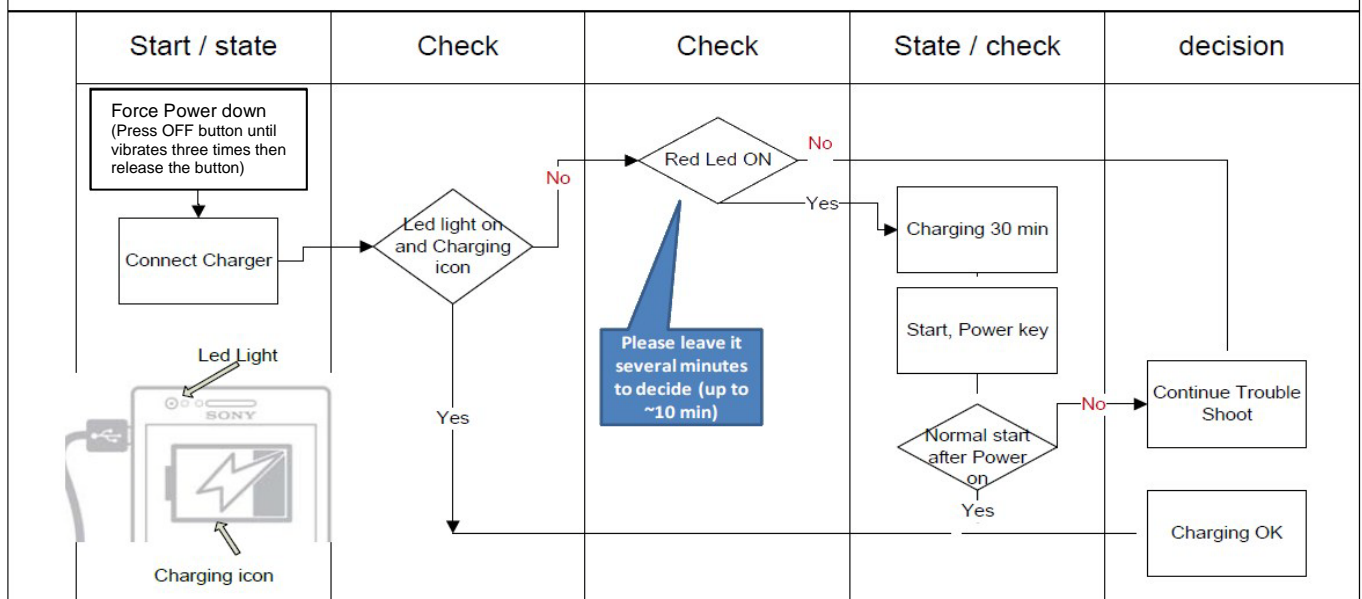 Start / state
Check
Check
State / check
decision
Force Power down
(Press OFF button until
vibrates three times then
release the button)
Connect Charger
Led light on
and Charging
icon
No
Yes
Red Led ON
No
Yes
Please leave it
several minutes
to decide (up to
~10 min)
Charging 30 min
Start, Power key
Normal start
after Power
on
No
Yes
Continue Trouble
Shoot
Charging OK
Led Light
SONY
Charging icon